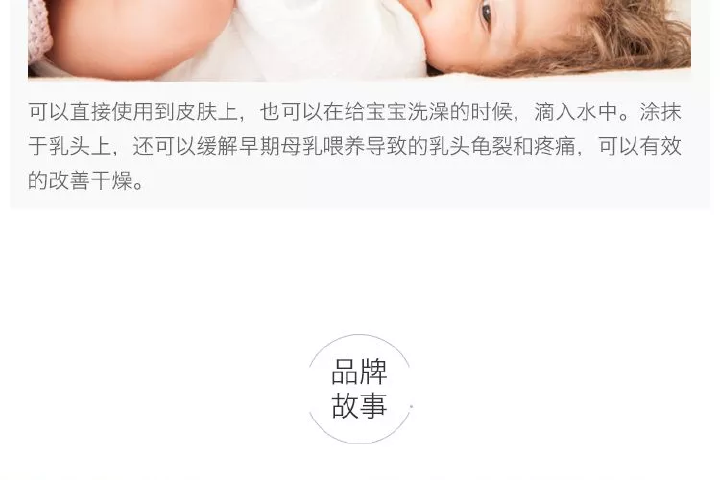 可以直接使用到皮肤上，也可以在给宝宝洗澡的时候，滴入水中。涂抹
于乳头上，还可以缓解早期母乳喂养导致的乳头龟裂和疼痛，可以有效
的改善干燥。
品牌
故事